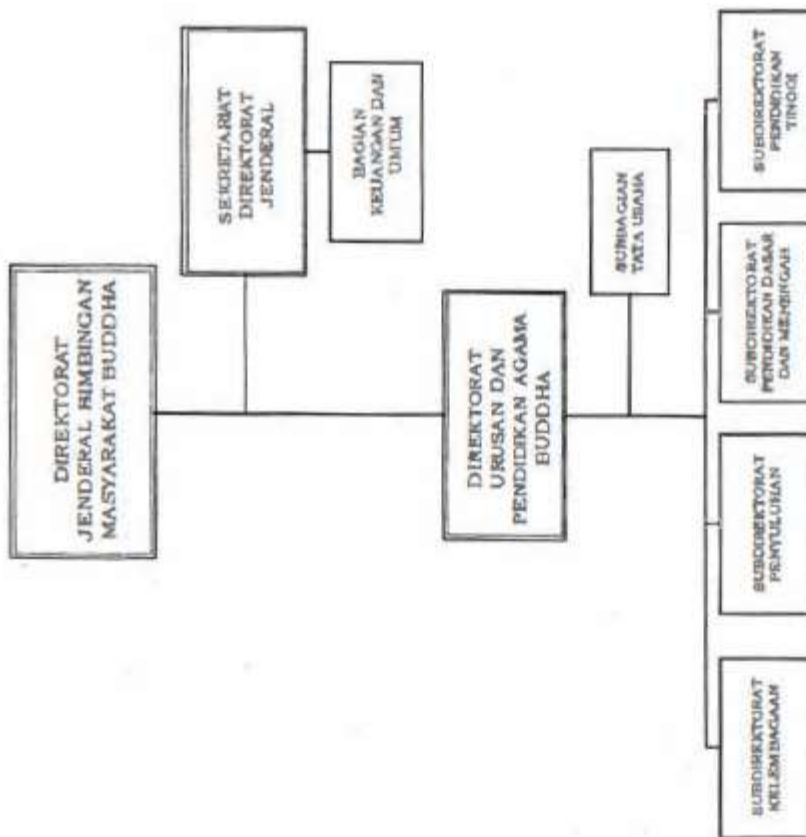 DIREKTORAT
JENDERAL BIMBINGAN
MASYARAKAT BUDDHA
SEKRETARIAT
DIREKTORAT
JENDERAL
BAGIAN
KEUANGAN DAN
UMUM
DIREKTORAT
URUSAN DAN
PENDIDIKAN AGAMA
BUDDHA
SUBBAGIAN
TATA USAHA
SUBDIREKTORAT
KELEMBAGAAN
SUBDIREKTORAT
PENYULUHAN
SUBDIREKTORAT
PENDIDIKAN DASAR
DAN MENENGAH
SUBDIREKTORAT
PENDIDIKAN
TINGGI